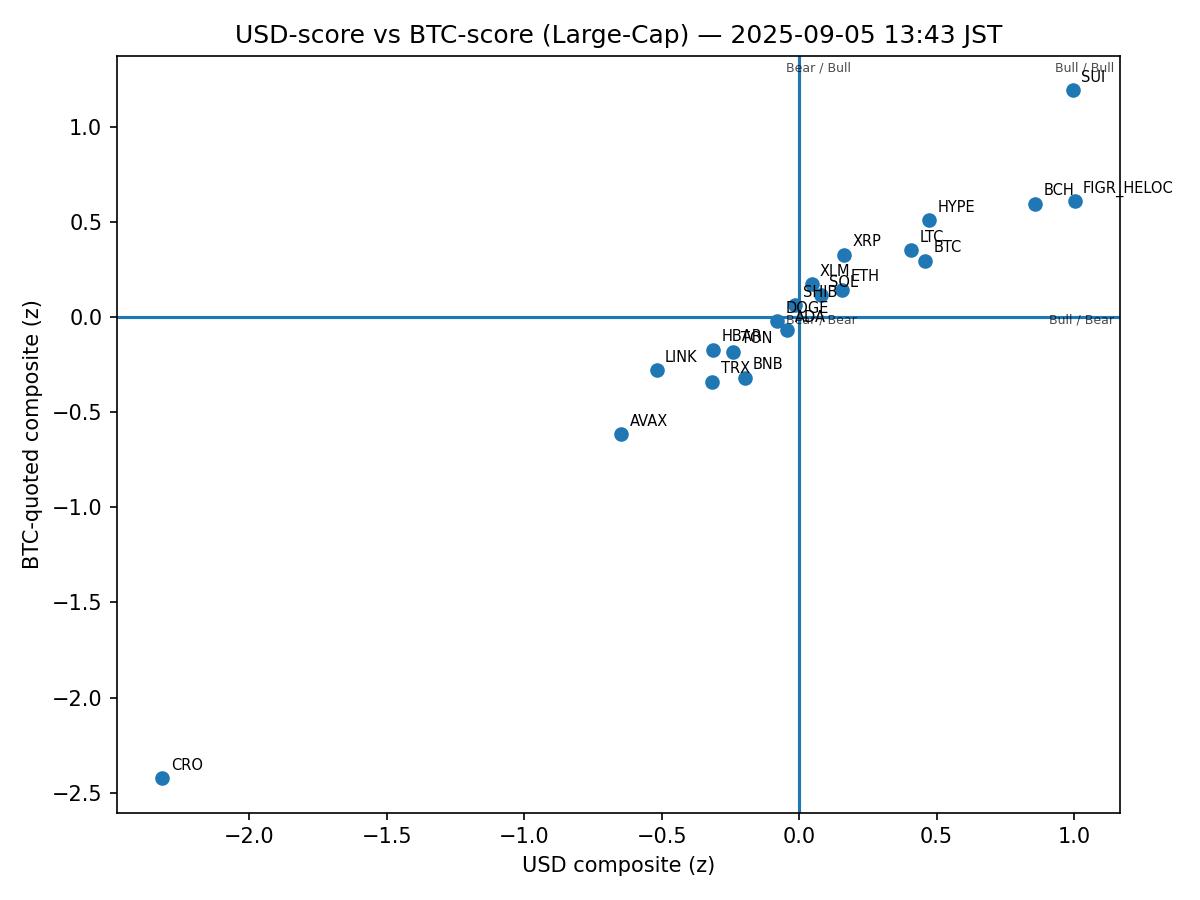 USD-score vs BTC-score (Large-Cap) — 2025-09-05 13:43 JST
Bear / Bull
Bull / Bull
SUI
1.0
BCH
FIGR_HELOC
HYPE
0.5
XRP
LTC
BTC
XLM
SOL
ETH
SHIB
DOGE
ADA
0.0
Bear / Bear
Bull / Bear
HBAR
TON
LINK
TRX
BNB
−0.5
AVAX
−1.0
−1.5
−2.0
CRO
−2.5
−2.0
−1.5
−1.0
−0.5
0.0
0.5
1.0
USD composite (z)
BTC-quoted composite (z)